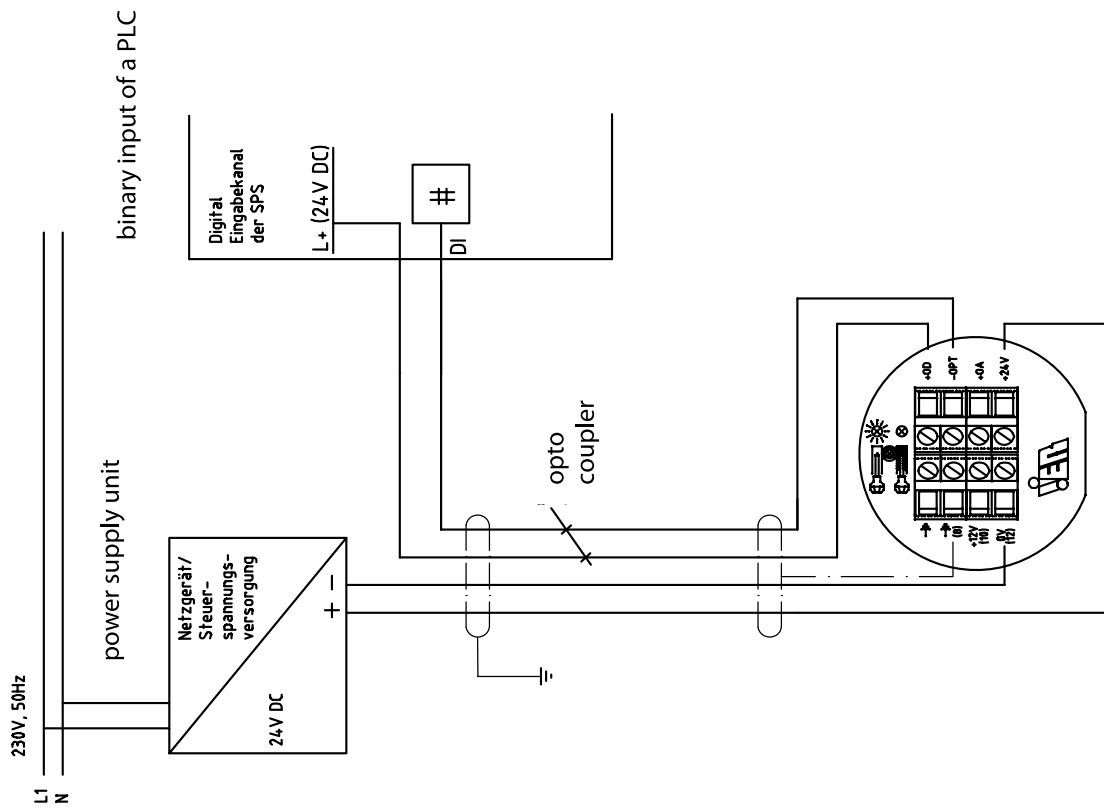 L1
N
230V, 50Hz
power supply unit
Netzgerät/
Steuer-
spannungs-
versorgung
24V DC
+ −
binary input of a PLC
Digital
Eingabekanal
der SPS
L+ (24V DC)
#
DI
opto
coupler
+OD
-OPT
+OA
+24V
(8)
+12V
(10)
0V
(12)